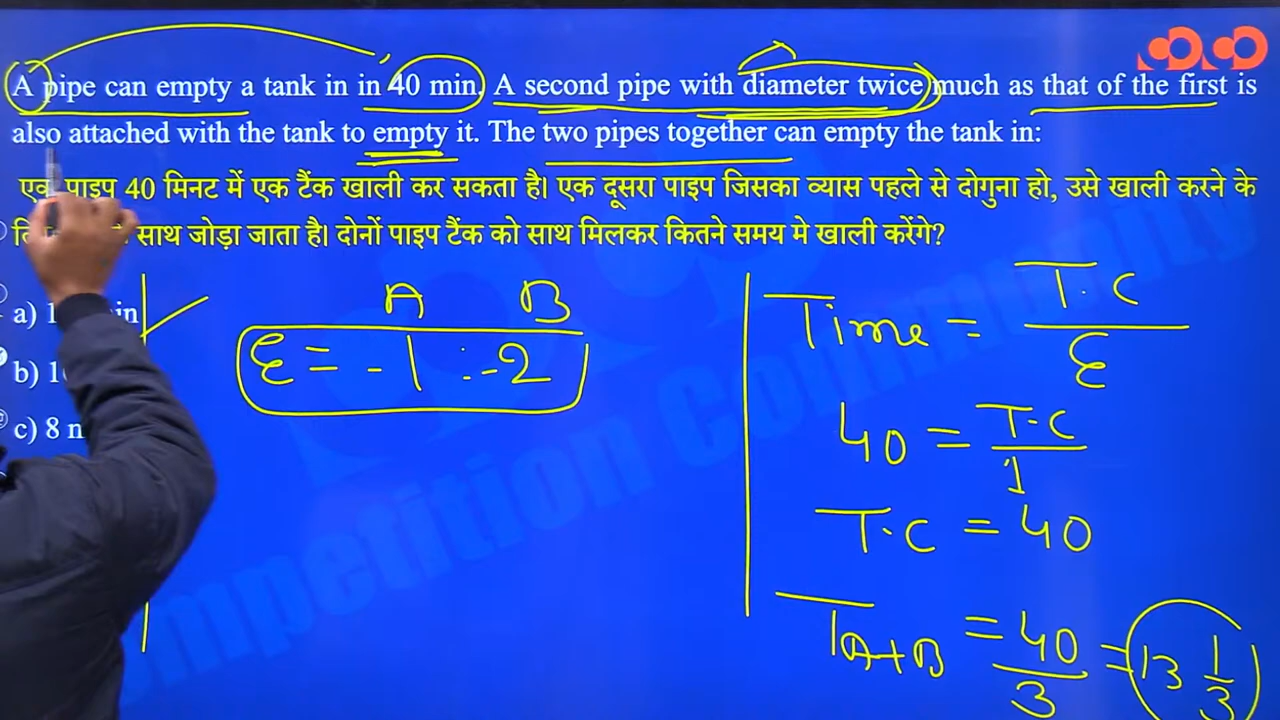 A pipe can empty a tank in in 40 min. A second pipe with diameter twice much as that of the first is
also attached with the tank to empty it. The two pipes together can empty the tank in:
एक पाइप 40 मिनट में एक टैंक खाली कर सकता है। एक दूसरा पाइप जिसका व्यास पहले से दोगुना हो, उसे खाली करने के
साथ जोड़ा जाता है। दोनों पाइप टैंक को साथ मिलकर कितने समय मे खाली करेंगे?
a)
b)
c) 8
A B
ε = -1 : -2
Time = T.C / ε
40 = T.C / 1
T.C = 40
T A+B = 40/3 = 13 1/3
mpetition Community